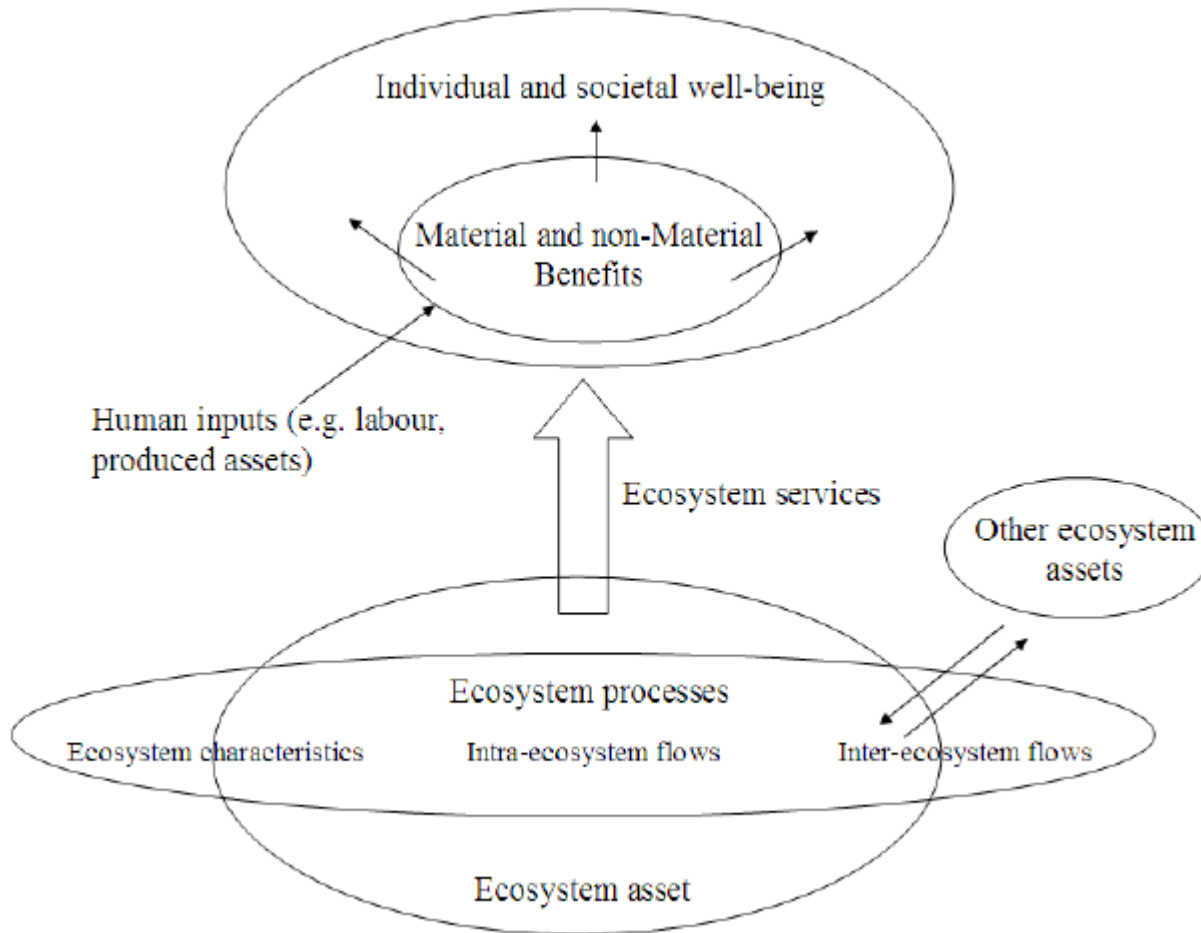 Individual and societal well-being
Material and non-Material
Benefits
Human inputs (e.g. labour,
produced assets)
Ecosystem services
Other ecosystem
assets
Ecosystem processes
Ecosystem characteristics
Intra-ecosystem flows
Inter-ecosystem flows
Ecosystem asset